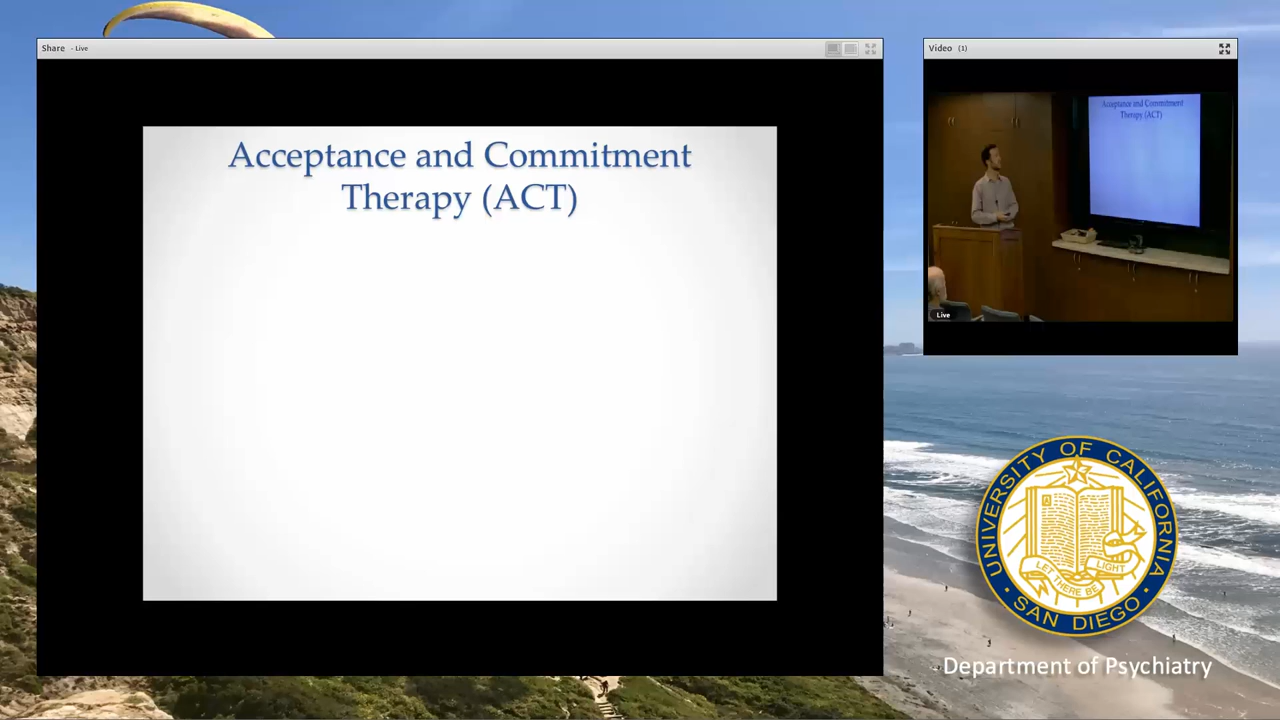 Share - Live
Acceptance and Commitment
Therapy (ACT)
Video (1)
Acceptance and Commitment
Therapy (ACT)
Live
UNIVERSITY OF CALIFORNIA
SAN DIEGO
A
LET THERE BE LIGHT
Department of Psychiatry